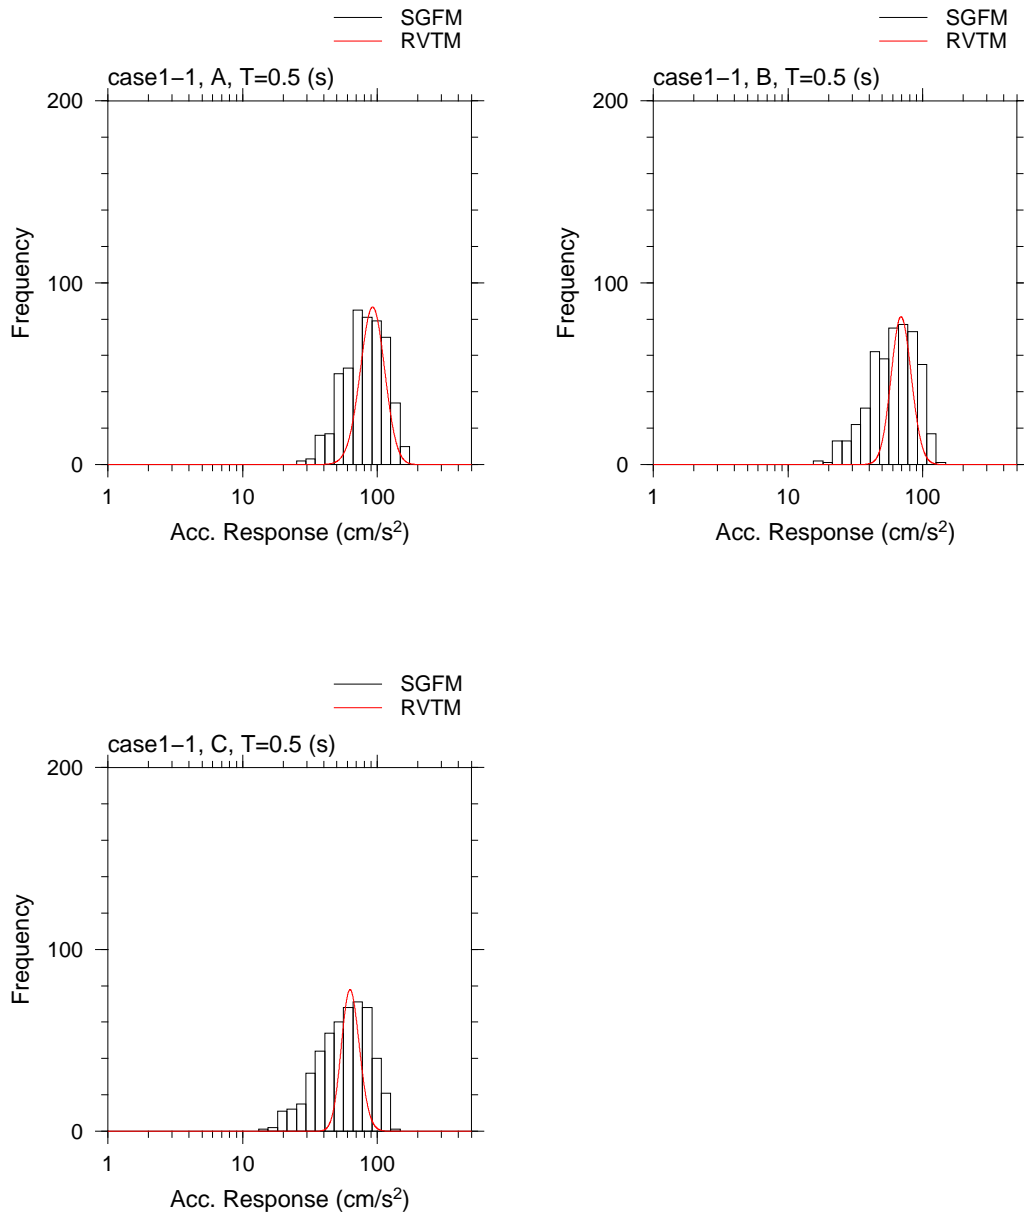 SGFM
RVTM
case1−1, A, T=0.5 (s)
200
100
0
Frequency
1 10 100
Acc. Response (cm/s²)
SGFM
RVTM
case1−1, B, T=0.5 (s)
200
100
0
Frequency
1 10 100
Acc. Response (cm/s²)
SGFM
RVTM
case1−1, C, T=0.5 (s)
200
100
0
Frequency
1 10 100
Acc. Response (cm/s²)